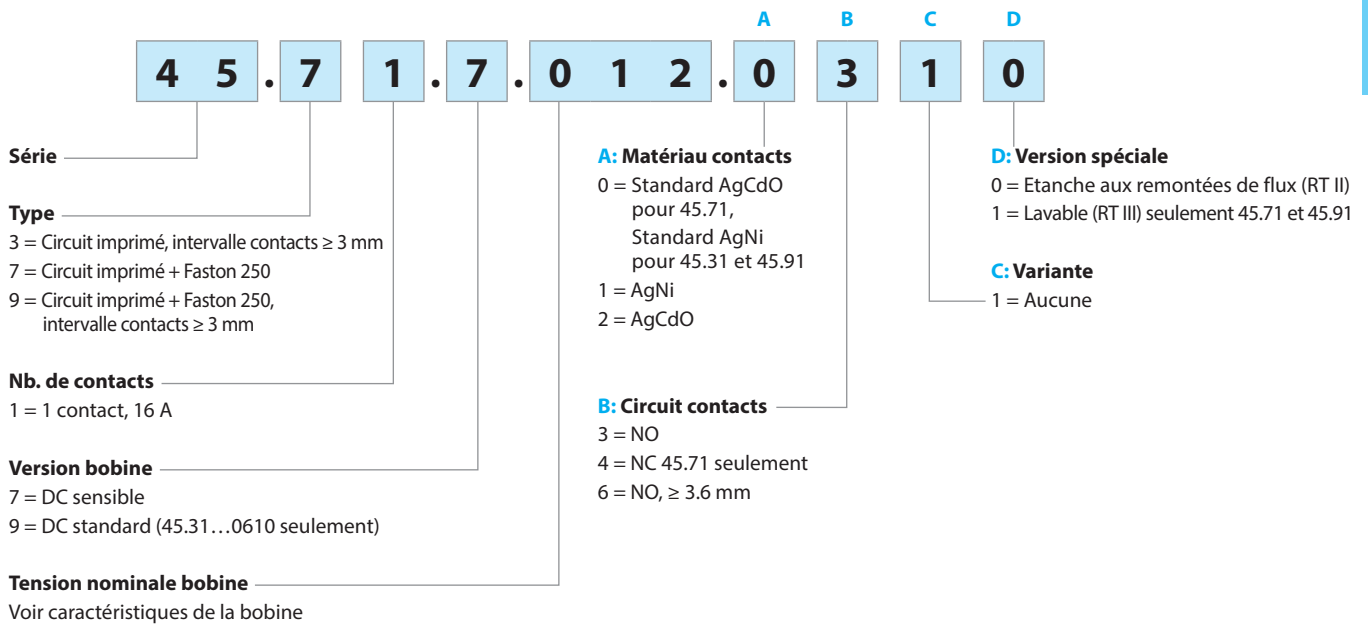 A B C D
4 5 . 7 1 . 7 . 0 1 2 . 0 3 1 0
Série
Type
3 = Circuit imprimé, intervalle contacts ≥ 3 mm
7 = Circuit imprimé + Faston 250
9 = Circuit imprimé + Faston 250,
intervalle contacts ≥ 3 mm
Nb. de contacts
1 = 1 contact, 16 A
Version bobine
7 = DC sensible
9 = DC standard (45.31…0610 seulement)
Tension nominale bobine
Voir caractéristiques de la bobine
A: Matériau contacts
0 = Standard AgCdO
pour 45.71,
Standard AgNi
pour 45.31 et 45.91
1 = AgNi
2 = AgCdO
B: Circuit contacts
3 = NO
4 = NC 45.71 seulement
6 = NO, ≥ 3.6 mm
D: Version spéciale
0 = Etanche aux remontées de flux (RT II)
1 = Lavable (RT III) seulement 45.71 et 45.91
C: Variante
1 = Aucune